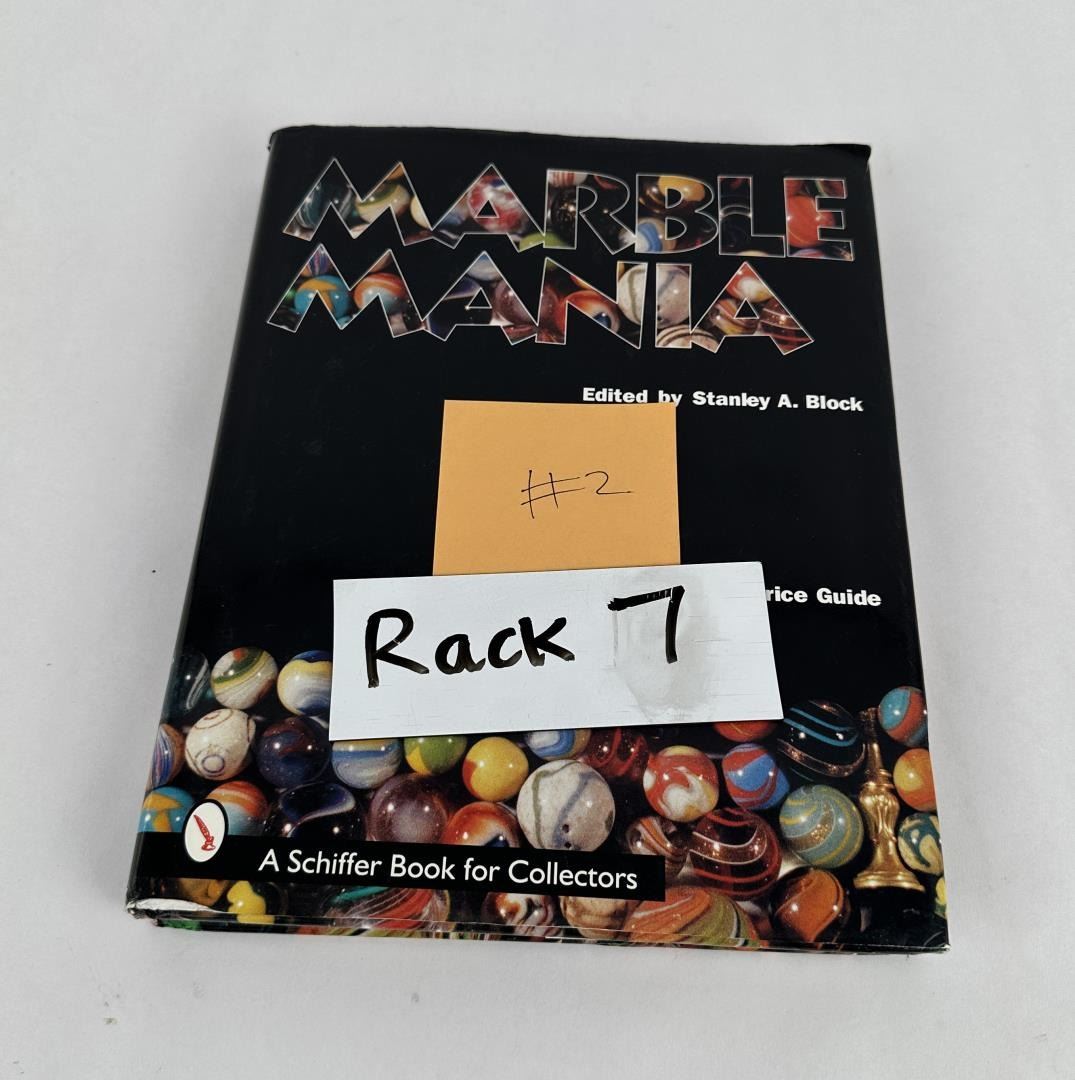 MARBLE
MANIA
Edited by Stanley A. Block
#2
rice Guide
Rack 7
A Schiffer Book for Collectors